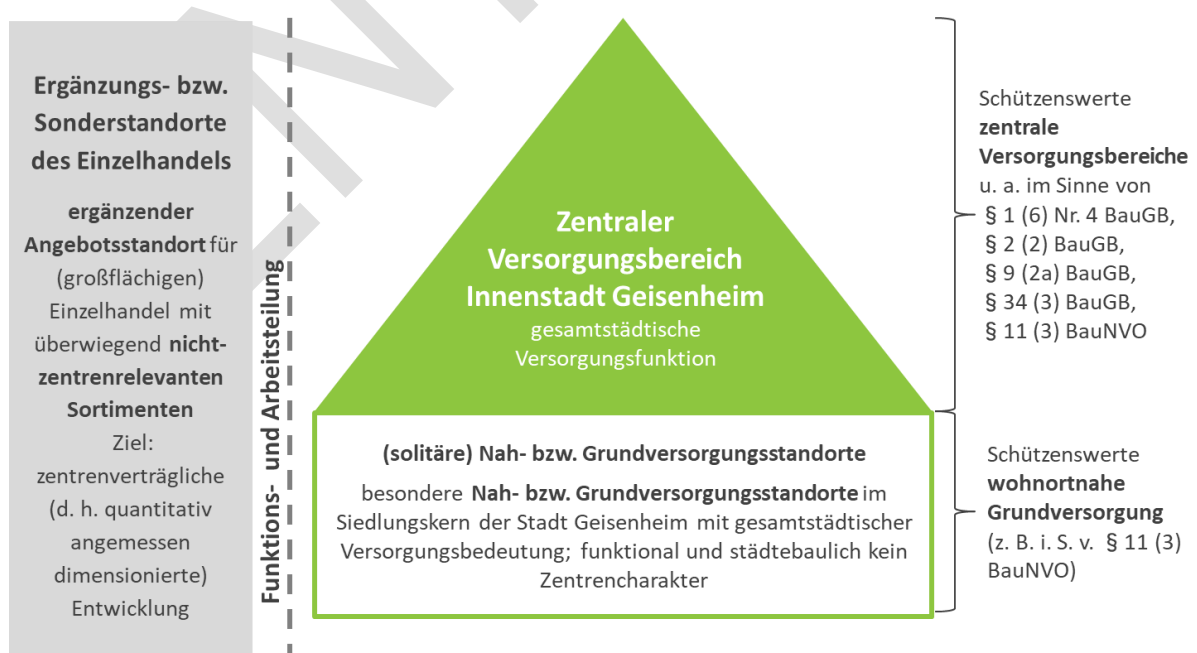 Ergänzungs- bzw.
Sonderstandorte
des Einzelhandels
ergänzender
Angebotsstandort für
(großflächigen)
Einzelhandel mit
überwiegend nicht-
zentrenrelevanten
Sortimenten
Ziel:
zentrenverträgliche
(d. h. quantitativ
angemessen
dimensionierte)
Entwicklung
Funktions- und Arbeitsteilung
Zentraler
Versorgungsbereich
Innenstadt Geisenheim
gesamtstädtische
Versorgungsfunktion
(solitäre) Nah- bzw. Grundversorgungsstandorte
besondere Nah- bzw. Grundversorgungsstandorte im
Siedlungskern der Stadt Geisenheim mit gesamtstädtischer
Versorgungsbedeutung; funktional und städtebaulich kein
Zentrencharakter
Schützenswerte
zentrale
Versorgungsbereiche
u. a. im Sinne von
§ 1 (6) Nr. 4 BauGB,
§ 2 (2) BauGB,
§ 9 (2a) BauGB,
§ 34 (3) BauGB,
§ 11 (3) BauNVO
Schützenswerte
wohnortnahe
Grundversorgung
(z. B. i. S. v. § 11 (3)
BauNVO)